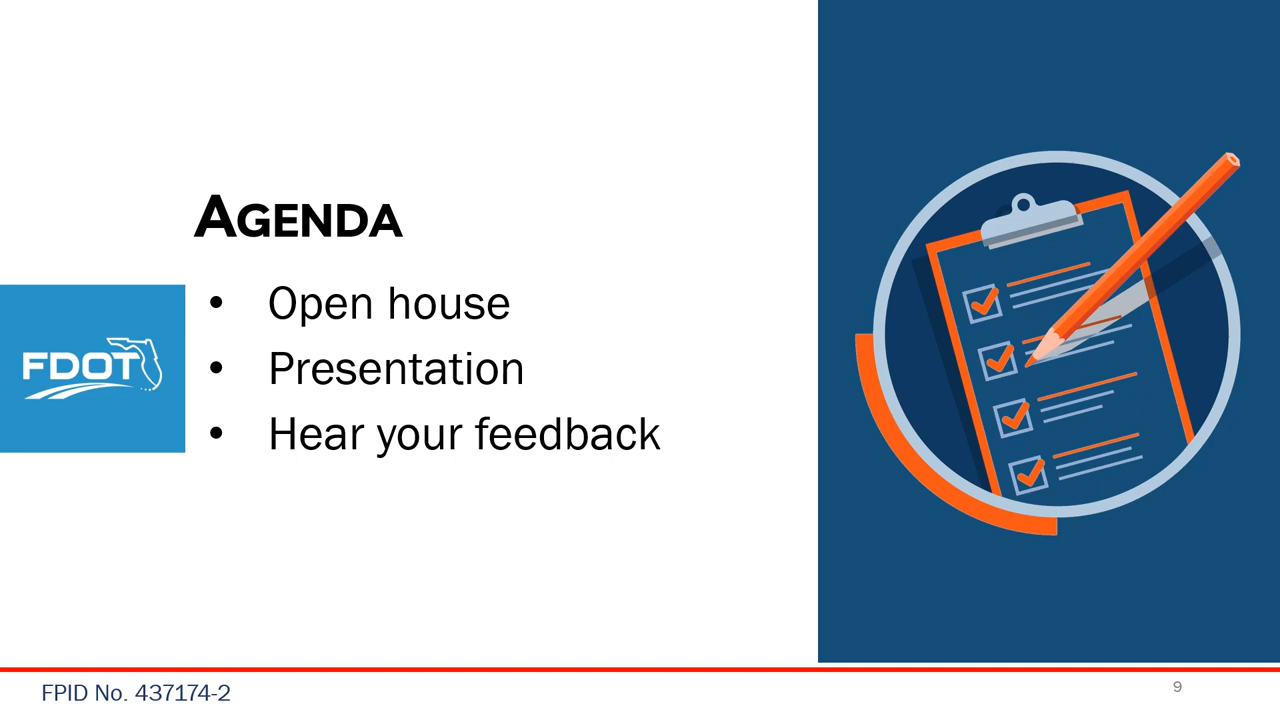 AGENDA
• Open house
• Presentation
• Hear your feedback
FDOT
FPID No. 437174-2
9